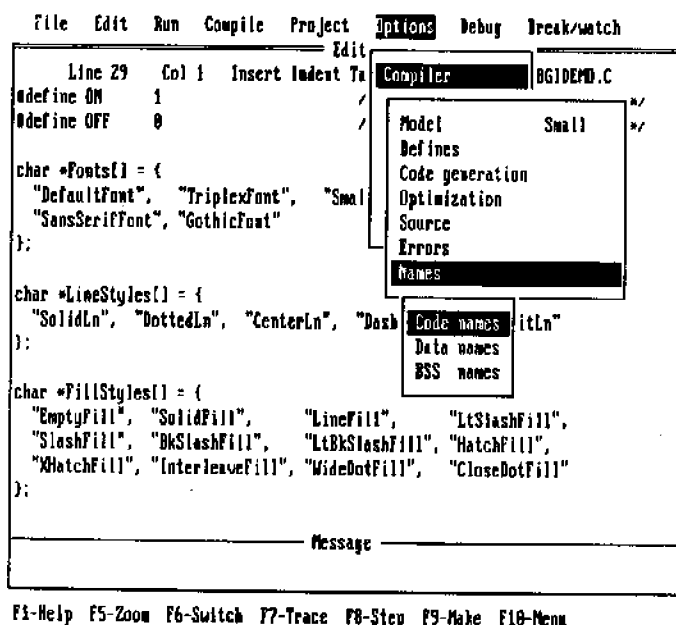 File Edit Run Compile Project Options Debug Break/watch
Edit
Line 29 Col 1 Insert Indent Ta Compiler BGIDEMO.C
#define ON 1 / */
#define OFF 0 / Model Small */
Defines
char *Fonts[] = { Code generation
"DefaultFont", "TriplexFont", "Smal Optimization
"SansSerifFont", "GothicFont" Source
}; Errors
Names
char *LineStyles[] = {
"SolidLn", "DottedLn", "CenterLn", "Dash Code names itLn"
}; Data names
BSS names
char *FillStyles[] = {
"EmptyFill", "SolidFill", "LineFill", "LtSlashFill",
"SlashFill", "BkSlashFill", "LtBkSlashFill", "HatchFill",
"XHatchFill", "InterleaveFill", "WideDotFill", "CloseDotFill"
};
Message
F1-Help F5-Zoom F6-Switch F7-Trace F8-Step F9-Make F10-Menu